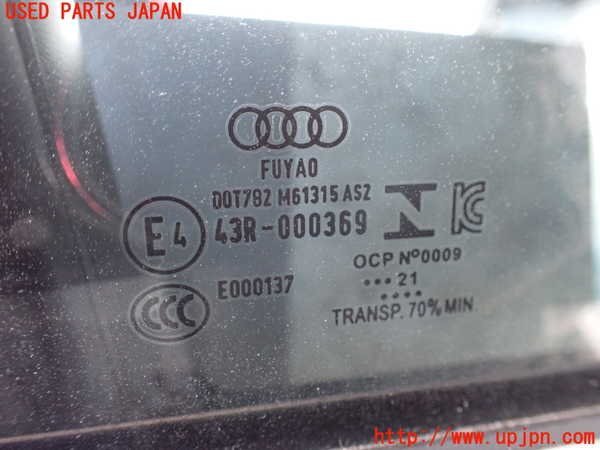 USED PARTS JAPAN
FUYAO
DOT782 M61315 AS2
E4 43R-000369
OCP Nº0009
E000137
•••21
••••
CCC
TRANSP. 70% MIN.
http://www.upjpn.com/